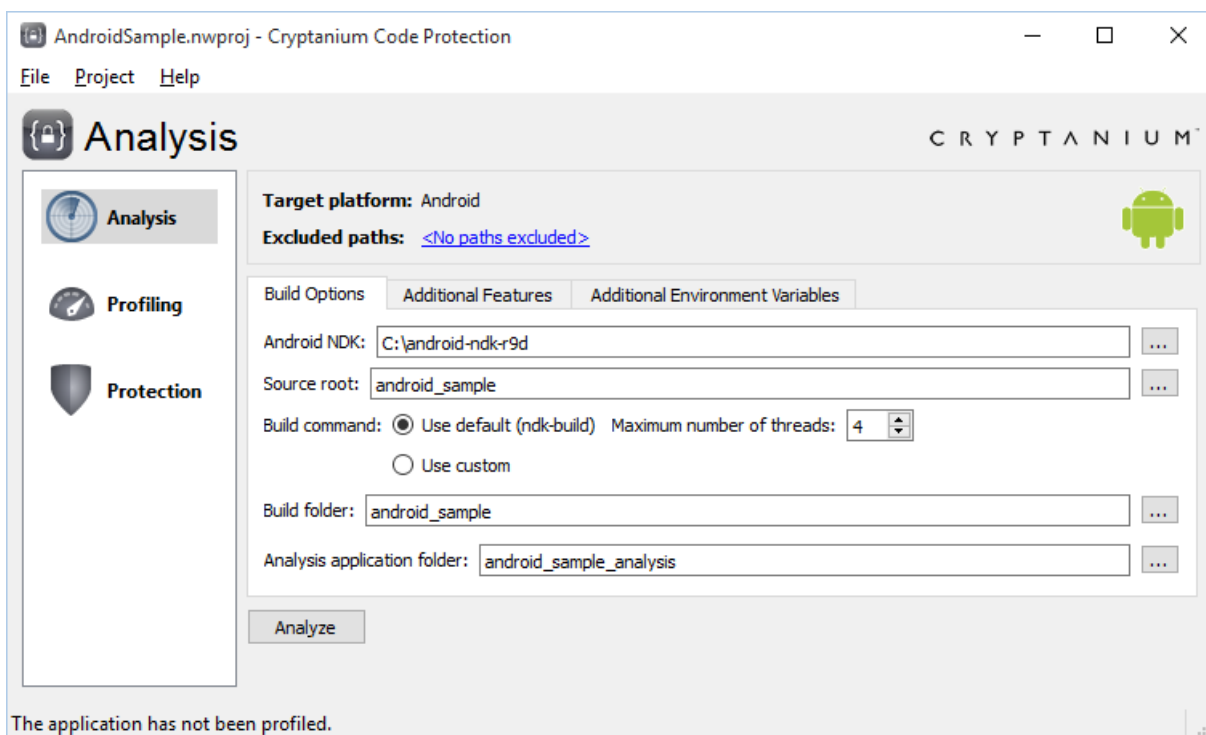 AndroidSample.nwproj - Cryptanium Code Protection
File Project Help
Analysis
CRYPTANIUM™
Analysis
Profiling
Protection
Target platform: Android
Excluded paths: <No paths excluded>
Build Options Additional Features Additional Environment Variables
Android NDK: C:\android-ndk-r9d ...
Source root: android_sample ...
Build command: Use default (ndk-build) Maximum number of threads: 4
Use custom
Build folder: android_sample ...
Analysis application folder: android_sample_analysis ...
Analyze
The application has not been profiled.